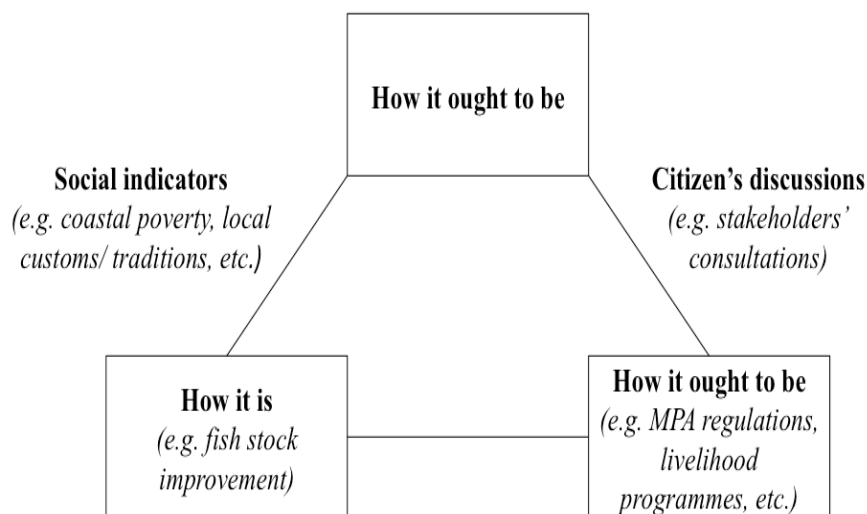 How it ought to be
Social indicators
(e.g. coastal poverty, local
customs/ traditions, etc.)
Citizen's discussions
(e.g. stakeholders’
consultations)
How it is
(e.g. fish stock
improvement)
How it ought to be
(e.g. MPA regulations,
livelihood
programmes, etc.)